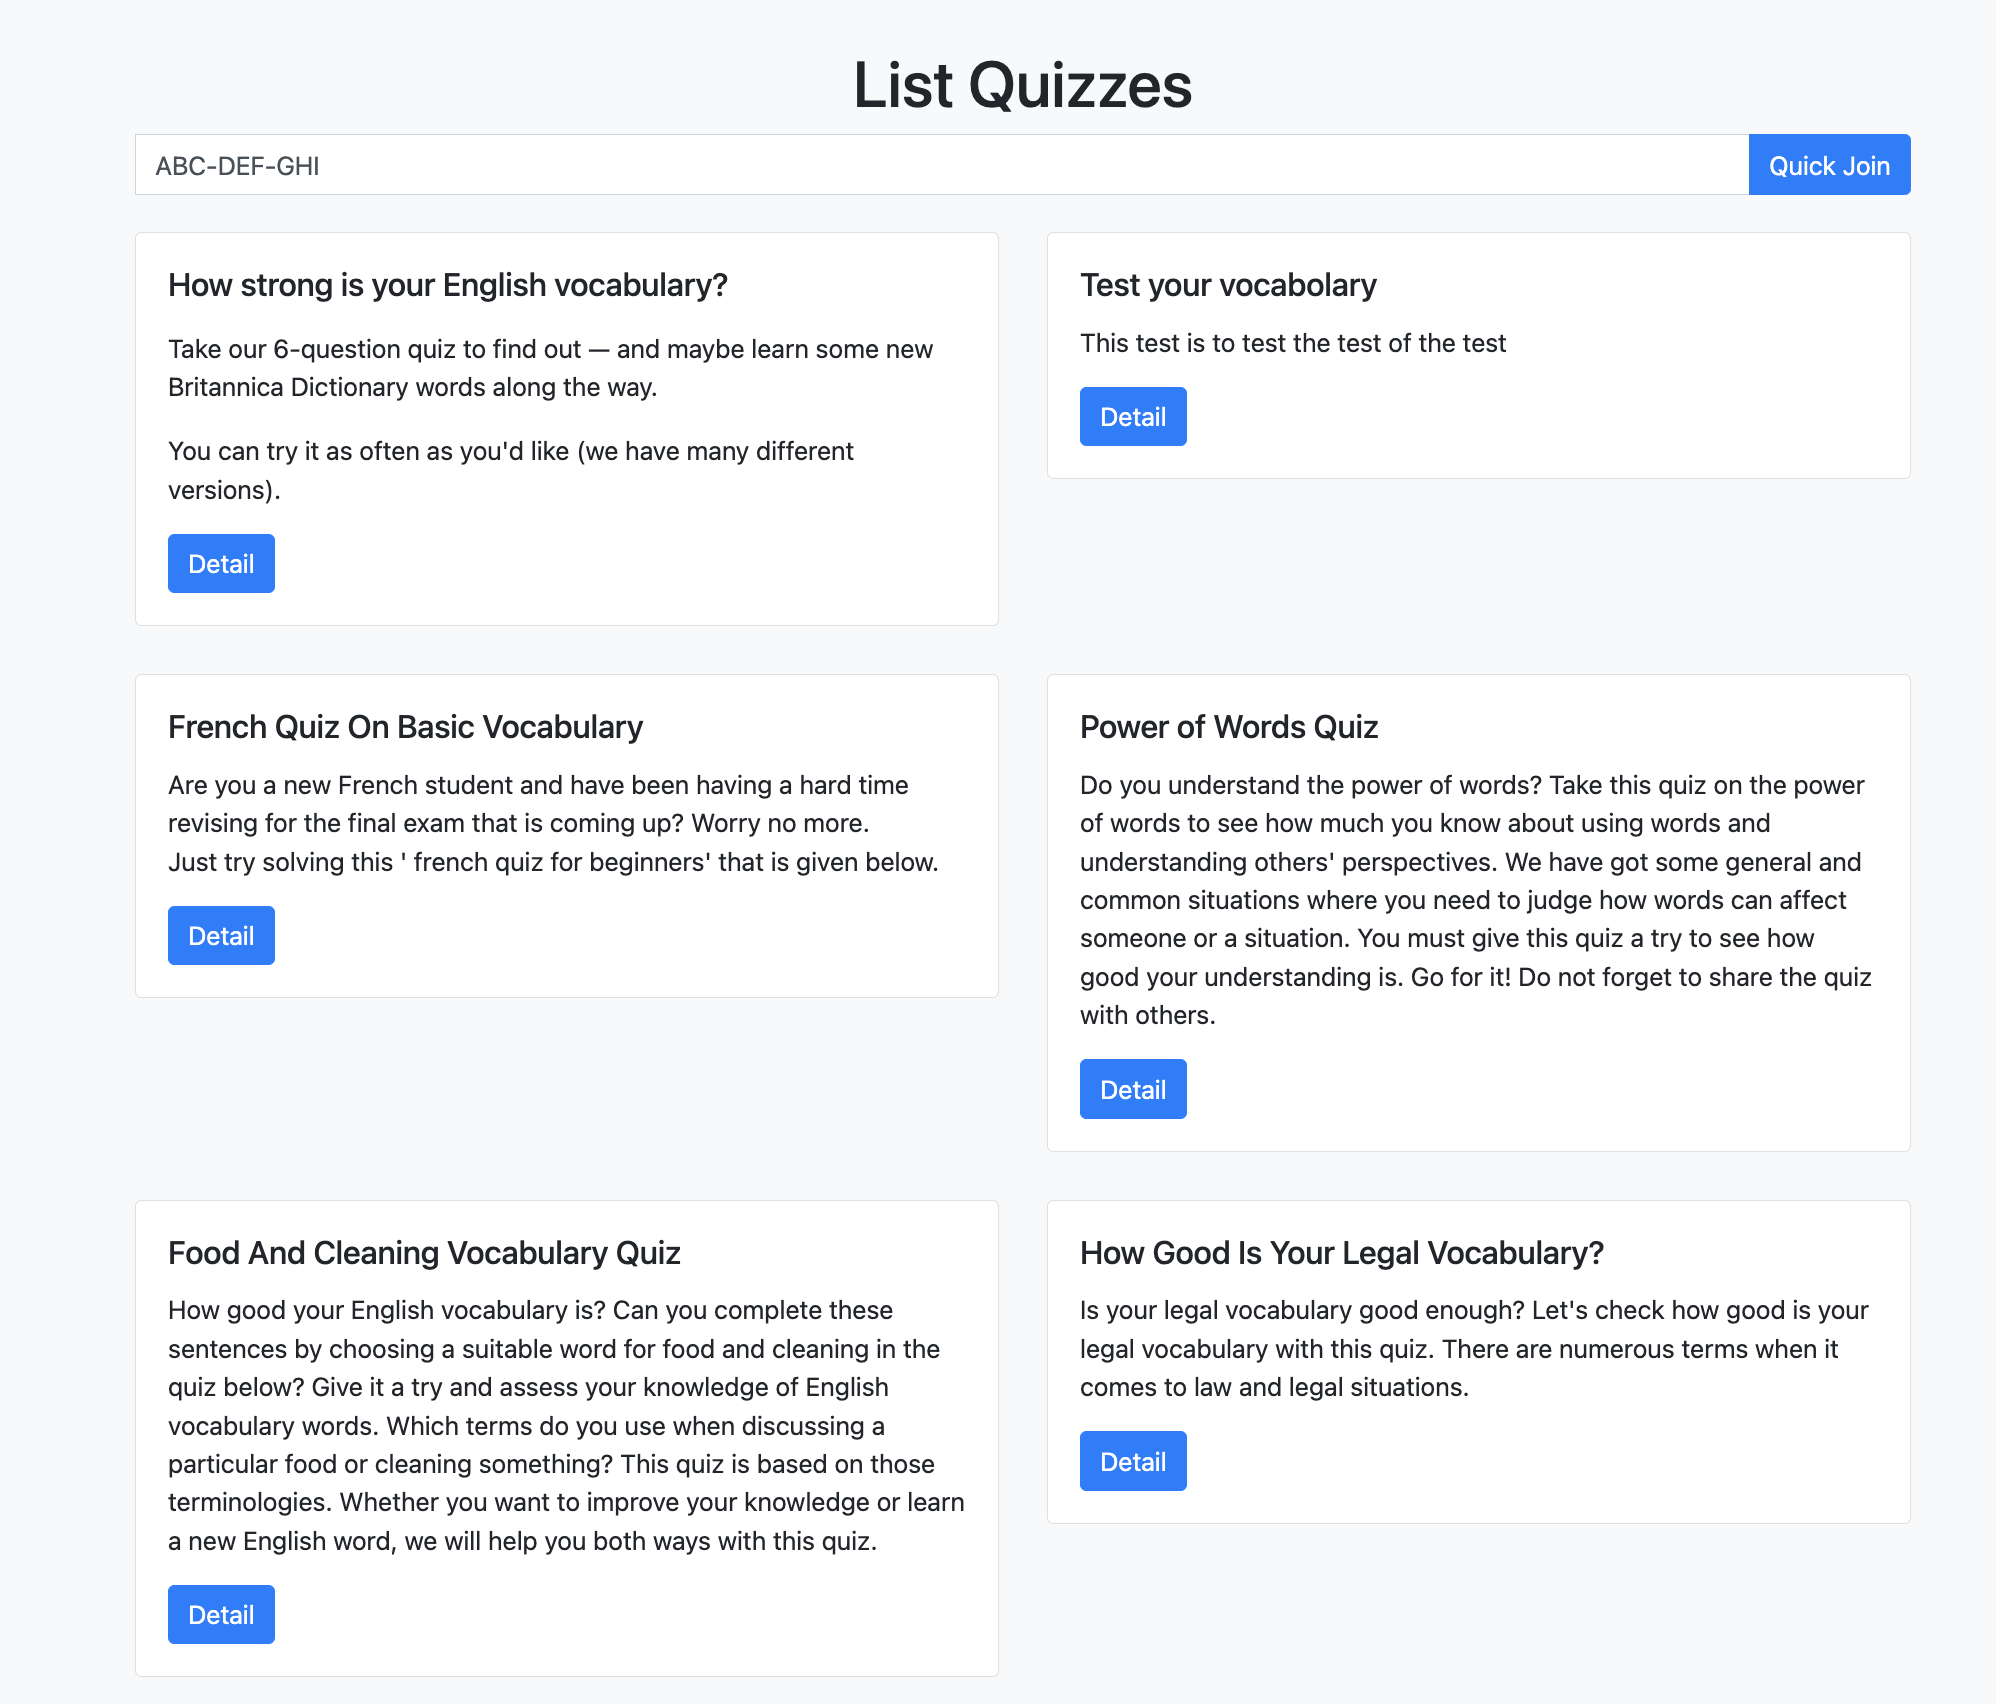 List Quizzes
ABC-DEF-GHI
Quick Join
How strong is your English vocabulary?
Take our 6-question quiz to find out — and maybe learn some new
Britannica Dictionary words along the way.
You can try it as often as you'd like (we have many different
versions).
Detail
Test your vocabolary
This test is to test the test of the test
Detail
French Quiz On Basic Vocabulary
Are you a new French student and have been having a hard time
revising for the final exam that is coming up? Worry no more.
Just try solving this ' french quiz for beginners' that is given below.
Detail
Power of Words Quiz
Do you understand the power of words? Take this quiz on the power
of words to see how much you know about using words and
understanding others' perspectives. We have got some general and
common situations where you need to judge how words can affect
someone or a situation. You must give this quiz a try to see how
good your understanding is. Go for it! Do not forget to share the quiz
with others.
Detail
Food And Cleaning Vocabulary Quiz
How good your English vocabulary is? Can you complete these
sentences by choosing a suitable word for food and cleaning in the
quiz below? Give it a try and assess your knowledge of English
vocabulary words. Which terms do you use when discussing a
particular food or cleaning something? This quiz is based on those
terminologies. Whether you want to improve your knowledge or learn
a new English word, we will help you both ways with this quiz.
Detail
How Good Is Your Legal Vocabulary?
Is your legal vocabulary good enough? Let's check how good is your
legal vocabulary with this quiz. There are numerous terms when it
comes to law and legal situations.
Detail